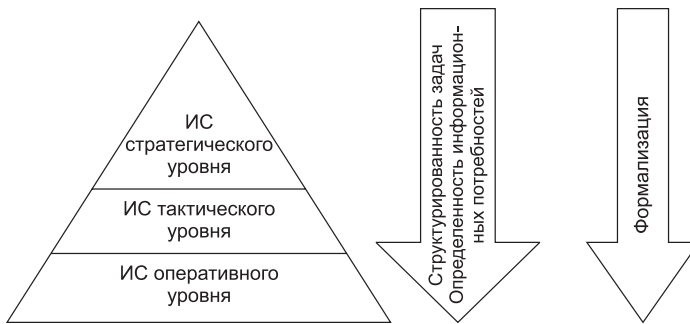 ИС
стратегического
уровня
ИС тактического
уровня
ИС оперативного
уровня
Структурированность задач
Определенность информацион-
ных потребностей
Формализация